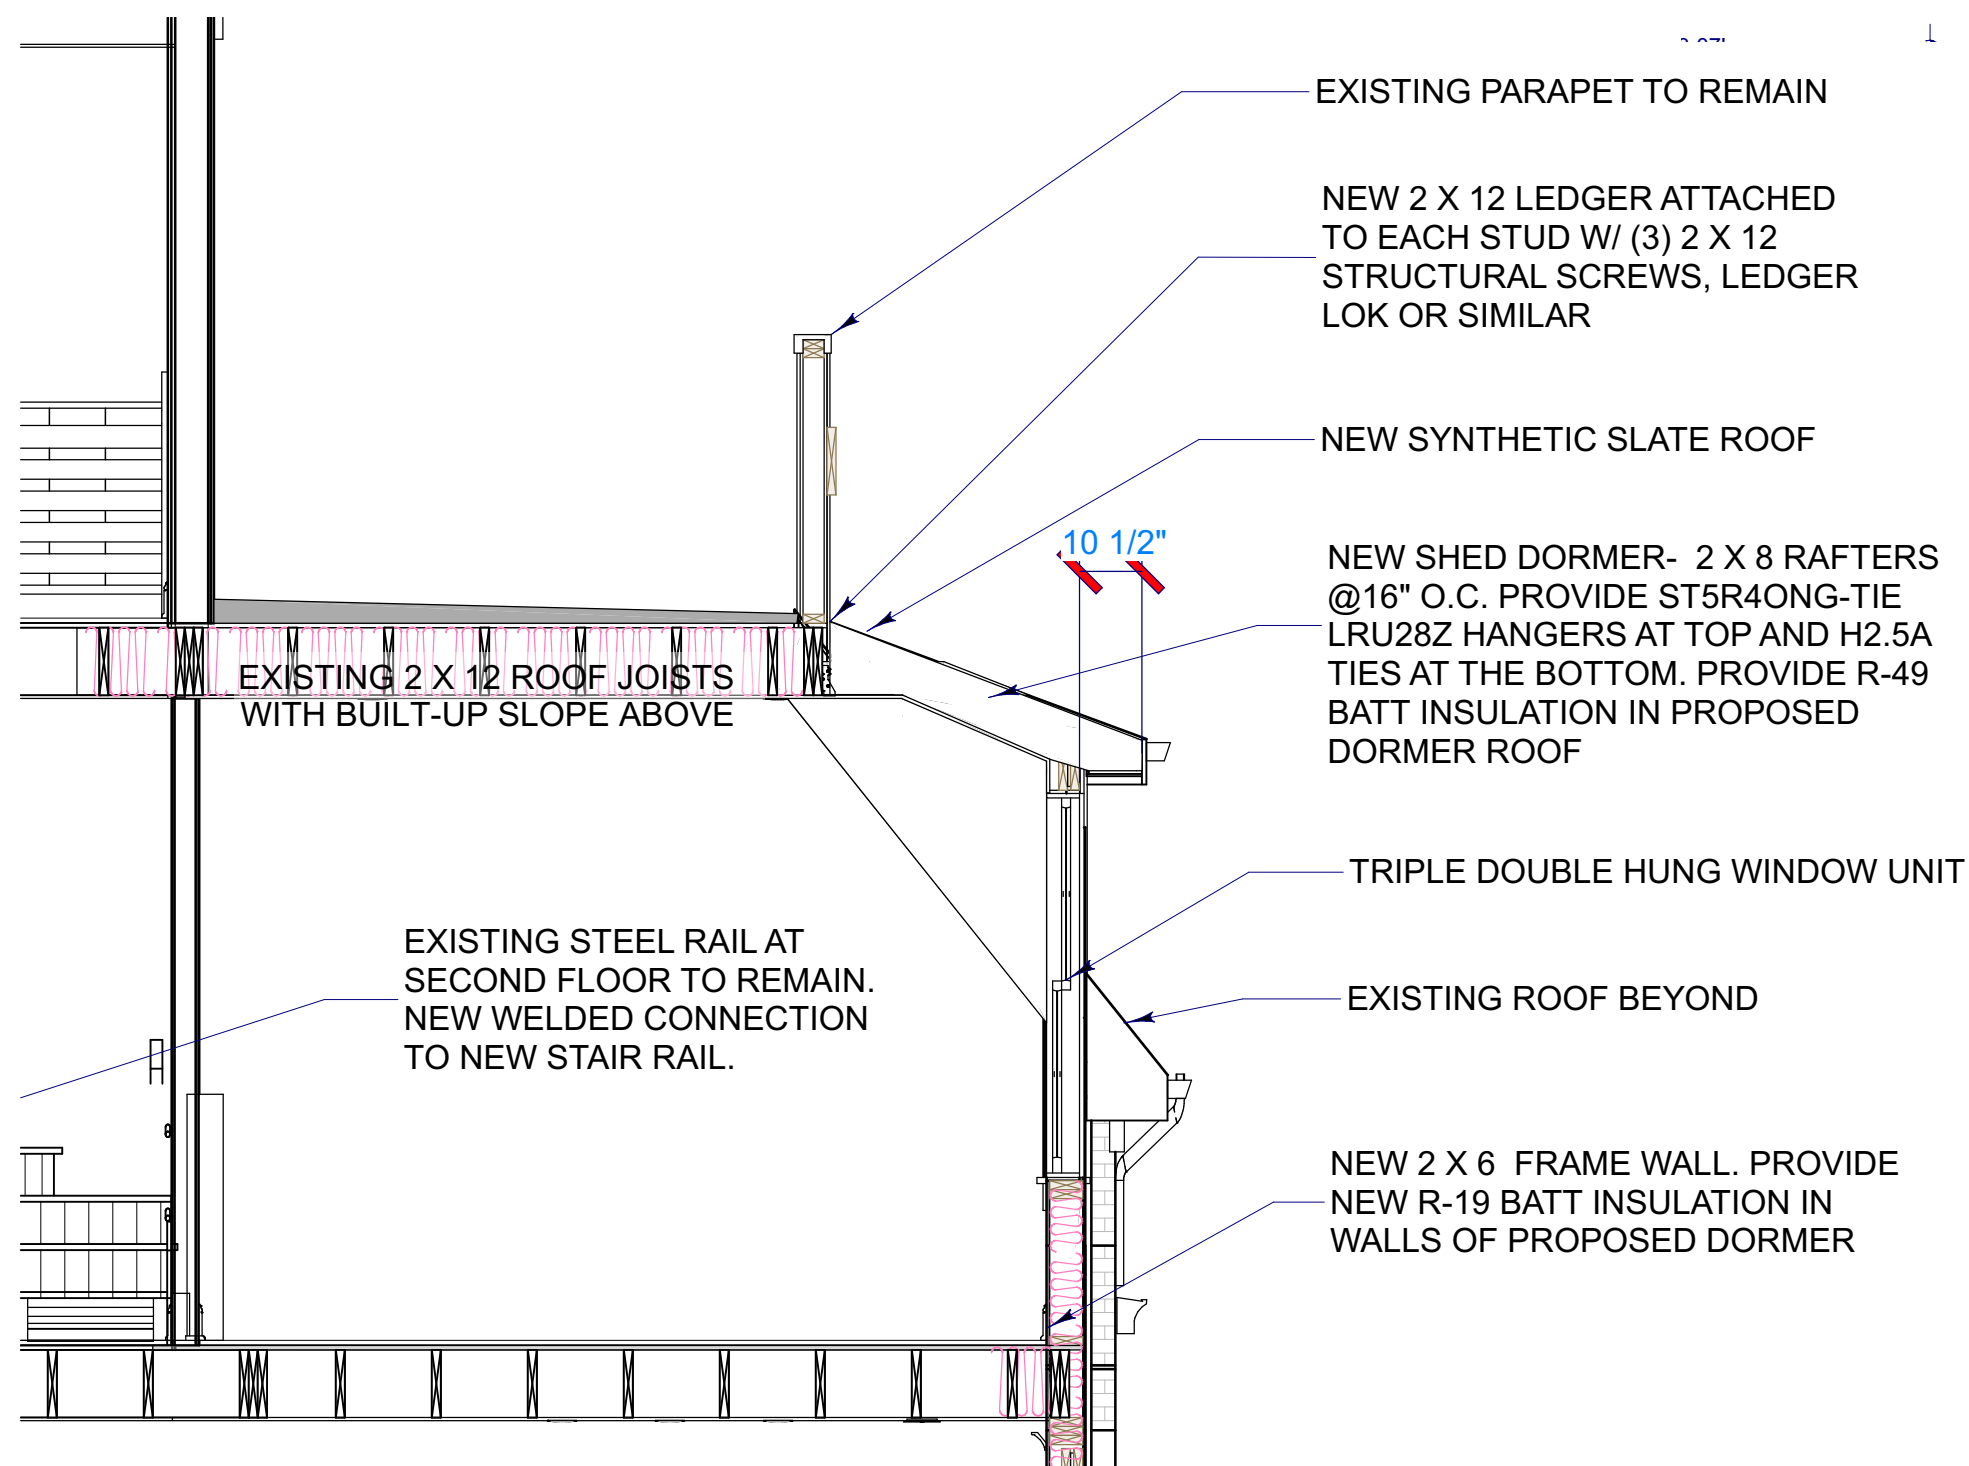 EXISTING PARAPET TO REMAIN
NEW 2 X 12 LEDGER ATTACHED
TO EACH STUD W/ (3) 2 X 12
STRUCTURAL SCREWS, LEDGER
LOK OR SIMILAR
NEW SYNTHETIC SLATE ROOF
10 1/2"
NEW SHED DORMER- 2 X 8 RAFTERS
@16" O.C. PROVIDE ST5R4ONG-TIE
LRU28Z HANGERS AT TOP AND H2.5A
TIES AT THE BOTTOM. PROVIDE R-49
BATT INSULATION IN PROPOSED
DORMER ROOF
EXISTING 2 X 12 ROOF JOISTS
WITH BUILT-UP SLOPE ABOVE
TRIPLE DOUBLE HUNG WINDOW UNIT
EXISTING STEEL RAIL AT
SECOND FLOOR TO REMAIN.
NEW WELDED CONNECTION
TO NEW STAIR RAIL.
EXISTING ROOF BEYOND
NEW 2 X 6 FRAME WALL. PROVIDE
NEW R-19 BATT INSULATION IN
WALLS OF PROPOSED DORMER